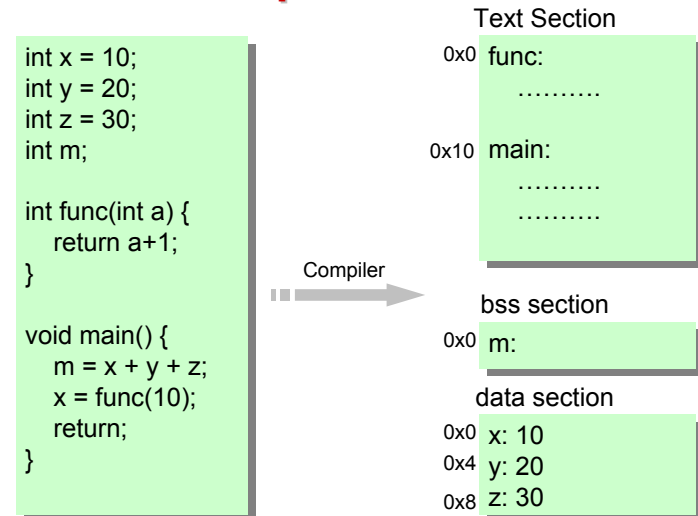 int x = 10;
int y = 20;
int z = 30;
int m;
int func(int a) {
return a+1;
}
void main() {
m = x + y + z;
x = func(10);
return;
}
Compiler
Text Section
0x0 func:
……….
0x10 main:
……….
……….
bss section
0x0 m:
data section
0x0 x: 10
0x4 y: 20
0x8 z: 30